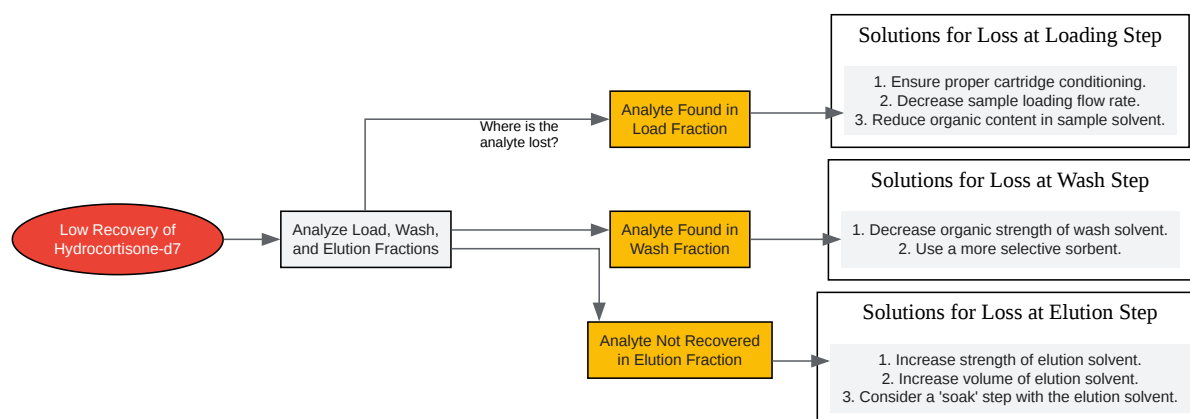 Low Recovery of
Hydrocortisone-d7
Analyze Load, Wash,
and Elution Fractions
Where is the
analyte lost?
Analyte Found in
Load Fraction
Solutions for Loss at Loading Step
1. Ensure proper cartridge conditioning.
2. Decrease sample loading flow rate.
3. Reduce organic content in sample solvent.
Analyte Found in
Wash Fraction
Solutions for Loss at Wash Step
1. Decrease organic strength of wash solvent.
2. Use a more selective sorbent.
Analyte Not Recovered
in Elution Fraction
Solutions for Loss at Elution Step
1. Increase strength of elution solvent.
2. Increase volume of elution solvent.
3. Consider a 'soak' step with the elution solvent.